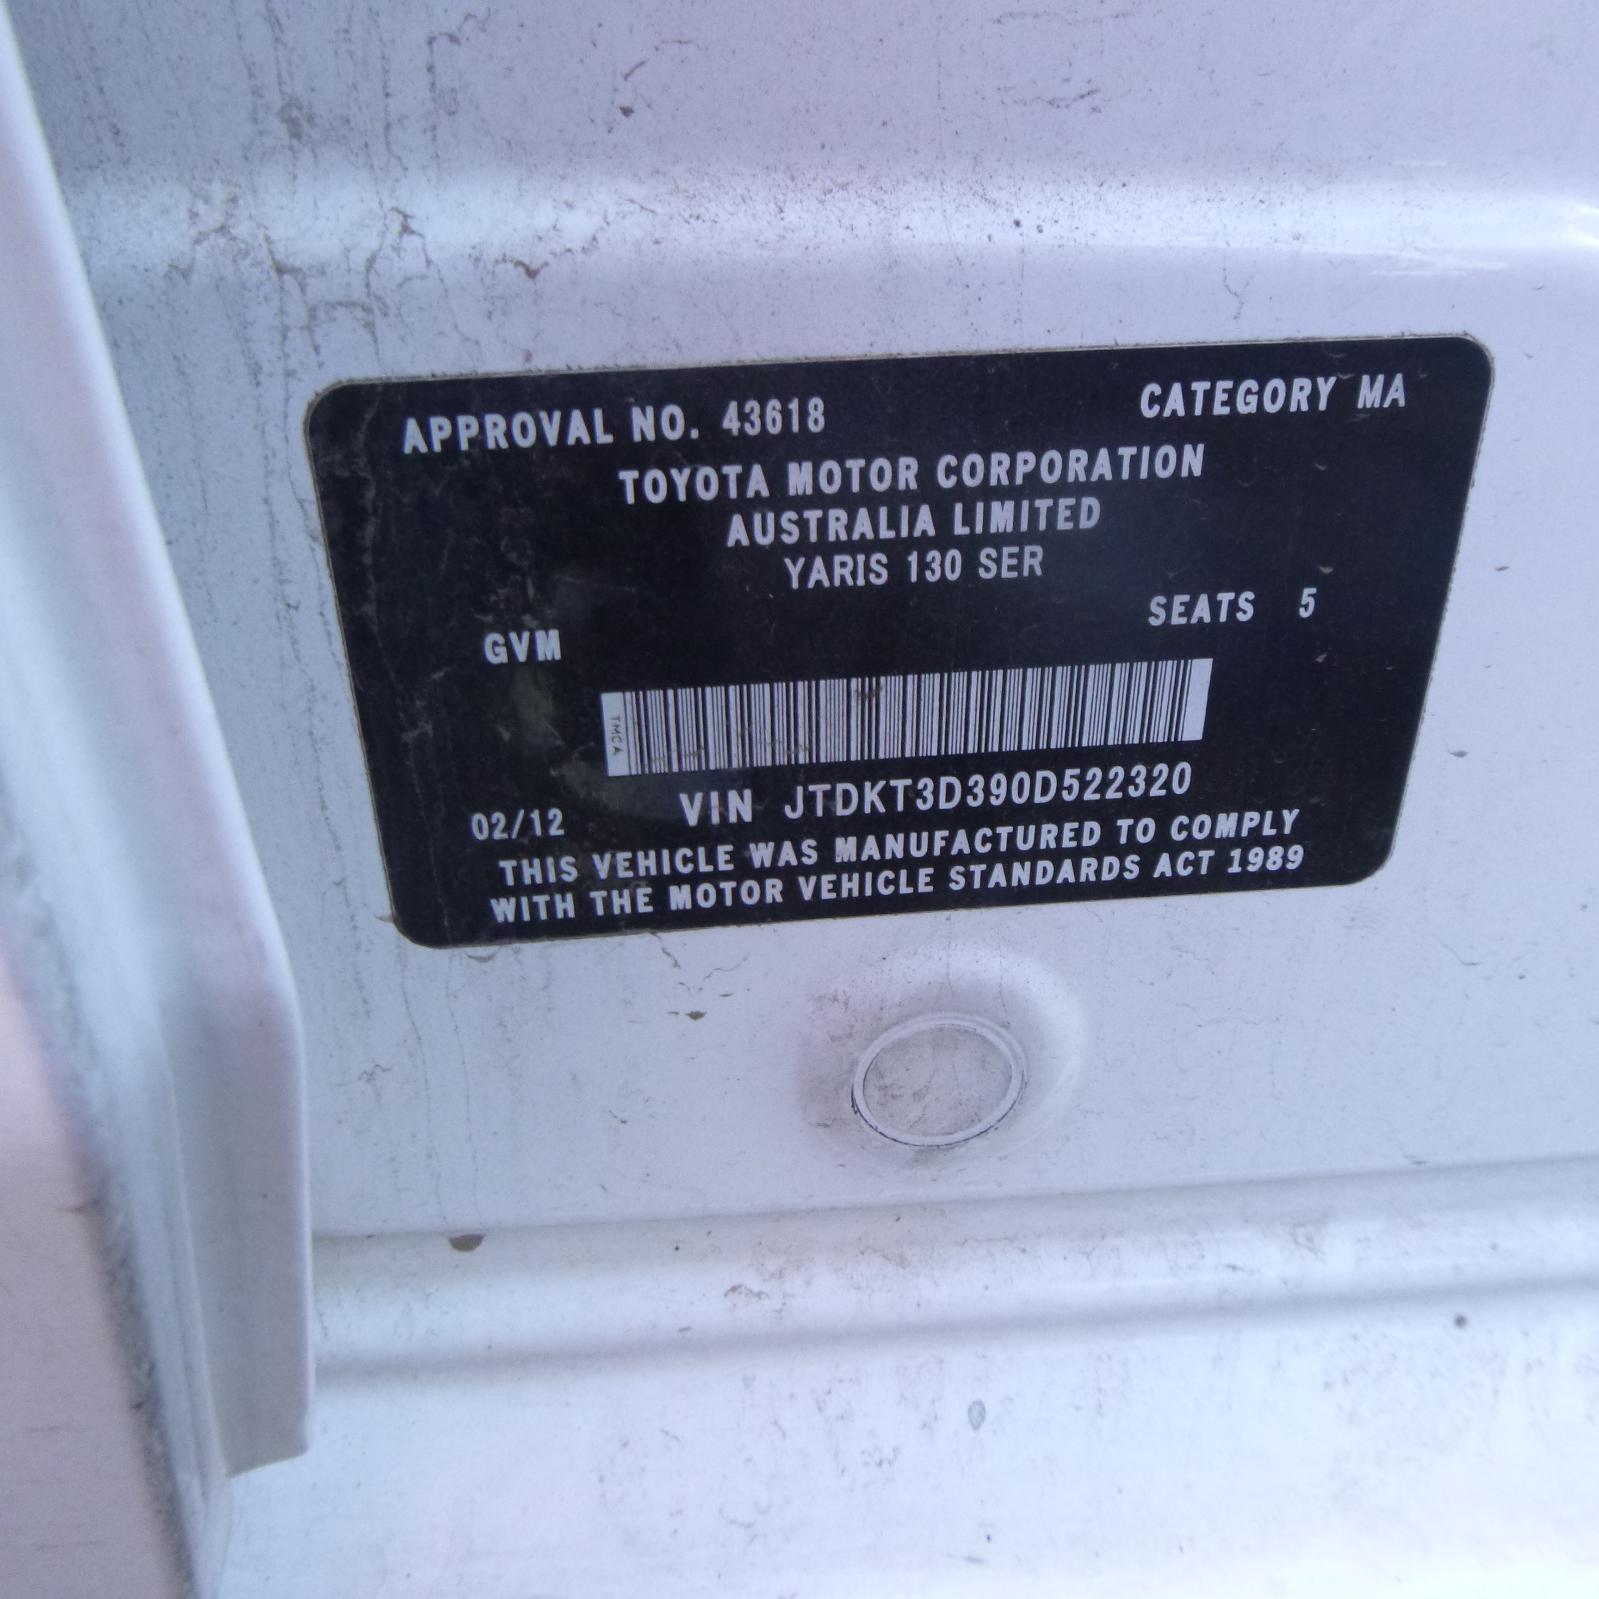 APPROVAL NO. 43618 CATEGORY MA
TOYOTA MOTOR CORPORATION
AUSTRALIA LIMITED
YARIS 130 SER
SEATS 5
GVM
TMCA
02/12 VIN JTDKT3D390D522320
THIS VEHICLE WAS MANUFACTURED TO COMPLY
WITH THE MOTOR VEHICLE STANDARDS ACT 1989